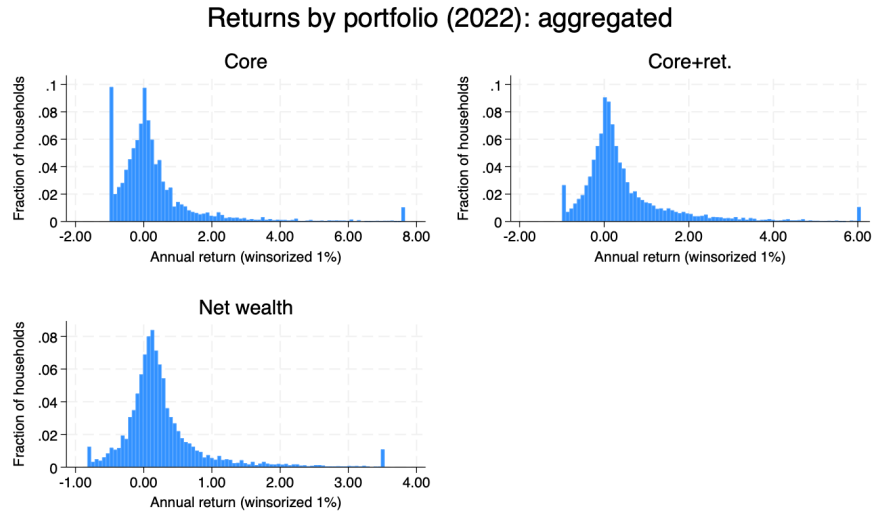 Returns by portfolio (2022): aggregated
Core
Fraction of households
.1
.08
.06
.04
.02
0
-2.00 0.00 2.00 4.00 6.00 8.00
Annual return (winsorized 1%)
Core+ret.
Fraction of households
.1
.08
.06
.04
.02
0
-2.00 0.00 2.00 4.00 6.00
Annual return (winsorized 1%)
Net wealth
Fraction of households
.08
.06
.04
.02
0
-1.00 0.00 1.00 2.00 3.00 4.00
Annual return (winsorized 1%)